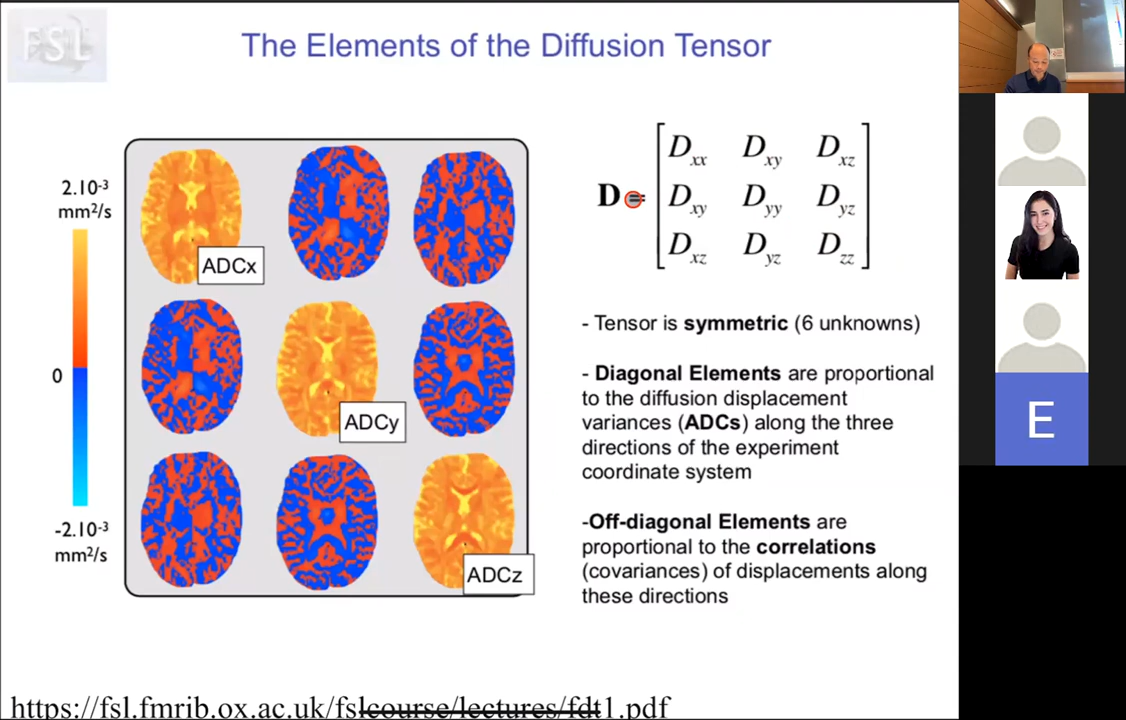 FSL
The Elements of the Diffusion Tensor
2.10-3
mm2/s
0
-2.10-3
mm2/s
ADCx
ADCy
ADCz
D = [Dxx Dxy Dxz
Dxy Dyy Dyz
Dxz Dyz Dzz]
- Tensor is symmetric (6 unknowns)
- Diagonal Elements are proportional
to the diffusion displacement
variances (ADCs) along the three
directions of the experiment
coordinate system
-Off-diagonal Elements are
proportional to the correlations
(covariances) of displacements along
these directions
https://fsl.fmrib.ox.ac.uk/fslcourse/lectures/fdt1.pdf
E